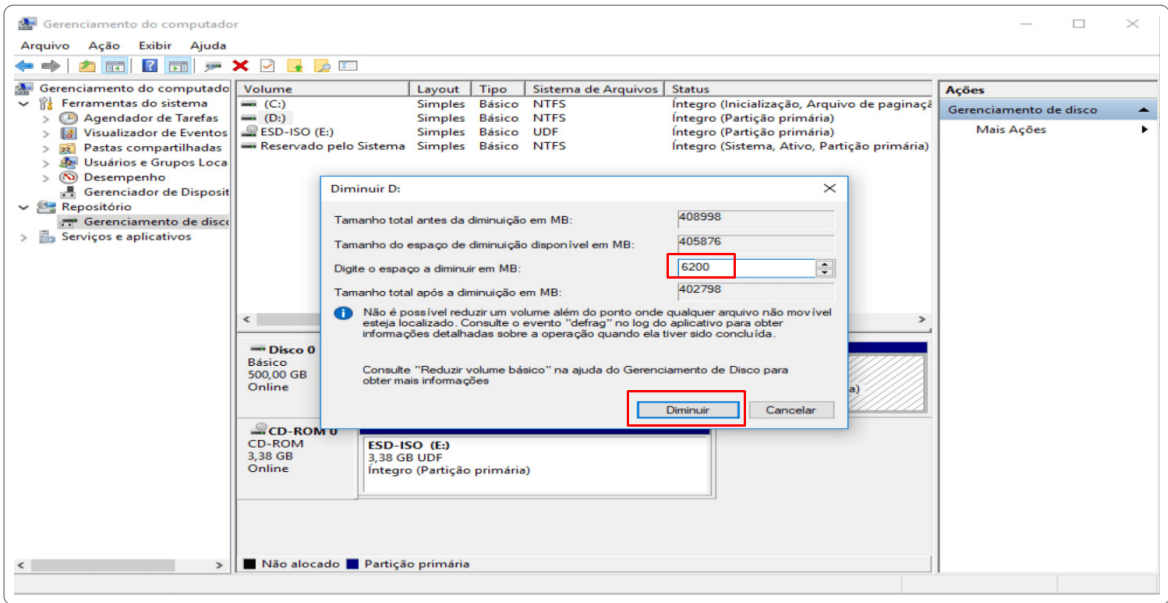 Gerenciamento do computador
Arquivo Ação Exibir Ajuda
Gerenciamento do computado
Ferramentas do sistema
Agendador de Tarefas
Visualizador de Eventos
Pastas compartilhadas
Usuários e Grupos Loca
Desempenho
Gerenciador de Disposit
Repositório
Gerenciamento de disco
Serviços e aplicativos
Volume Layout Tipo Sistema de Arquivos Status
(C:) Simples Básico NTFS Íntegro (Inicialização, Arquivo de paginaçã
(D:) Simples Básico NTFS Íntegro (Partição primária)
ESD-ISO (E:) Simples Básico UDF Íntegro (Partição primária)
Reservado pelo Sistema Simples Básico NTFS Íntegro (Sistema, Ativo, Partição primária)
Ações
Gerenciamento de disco
Mais Ações
Diminuir D:
Tamanho total antes da diminuição em MB: 408998
Tamanho do espaço de diminuição disponível em MB: 405876
Digite o espaço a diminuir em MB: 6200
Tamanho total após a diminuição em MB: 402798
Não é possível reduzir um volume além do ponto onde qualquer arquivo não movível
esteja localizado. Consulte o evento "defrag" no log do aplicativo para obter
informações detalhadas sobre a operação quando ela tiver sido concluída.
Consulte "Reduzir volume básico" na ajuda do Gerenciamento de Disco para
obter mais informações
Diminuir Cancelar
Disco 0
Básico
500,00 GB
Online
a)
CD-ROM 0
CD-ROM
3,38 GB
Online
ESD-ISO (E:)
3,38 GB UDF
Íntegro (Partição primária)
Não alocado Partição primária